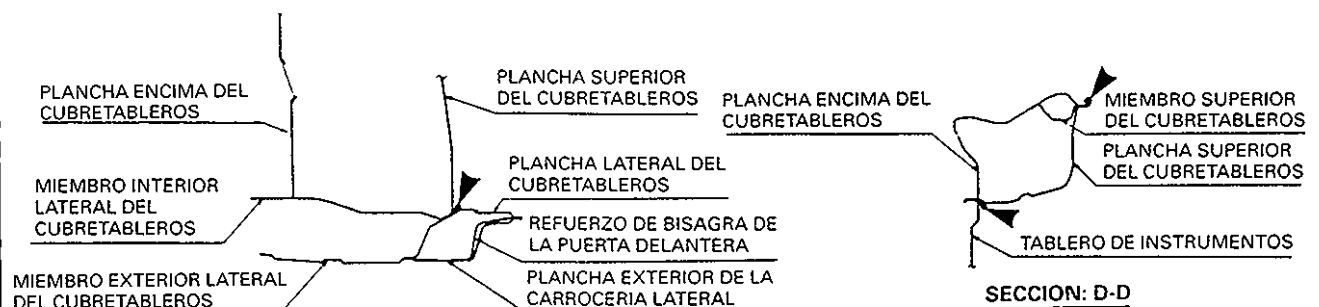 PLANCHA ENCIMA DEL
CUBRETABLEROS
MIEMBRO INTERIOR
LATERAL DEL
CUBRETABLEROS
MIEMBRO EXTERIOR LATERAL
DEL CUBRETABLEROS
PLANCHA SUPERIOR
DEL CUBRETABLEROS
PLANCHA LATERAL DEL
CUBRETABLEROS
REFUERZO DE BISAGRA DE
LA PUERTA DELANTERA
PLANCHA EXTERIOR DE LA
CARROCERIA LATERAL
PLANCHA ENCIMA DEL
CUBRETABLEROS
MIEMBRO SUPERIOR
DEL CUBRETABLEROS
PLANCHA SUPERIOR
DEL CUBRETABLEROS
TABLERO DE INSTRUMENTOS
SECCION: D-D